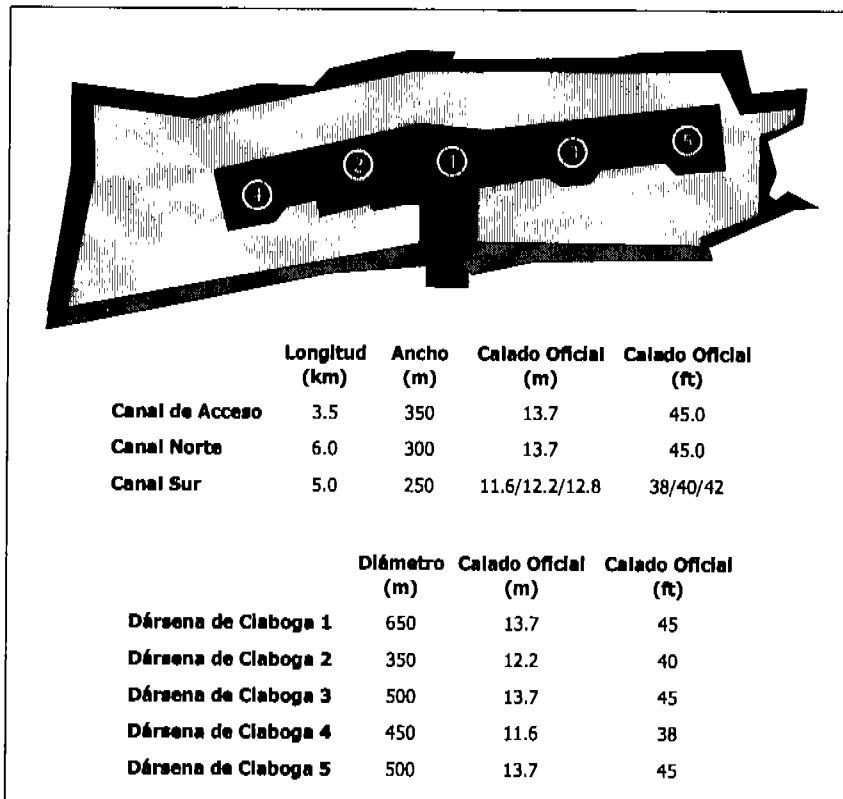 4
2
1
3
5
Longitud Ancho Calado Oficial Calado Oficial
(km) (m) (m) (ft)
Canal de Acceso 3.5 350 13.7 45.0
Canal Norte 6.0 300 13.7 45.0
Canal Sur 5.0 250 11.6/12.2/12.8 38/40/42
Diámetro Calado Oficial Calado Oficial
(m) (m) (ft)
Dársena de Ciaboga 1 650 13.7 45
Dársena de Ciaboga 2 350 12.2 40
Dársena de Ciaboga 3 500 13.7 45
Dársena de Ciaboga 4 450 11.6 38
Dársena de Ciaboga 5 500 13.7 45